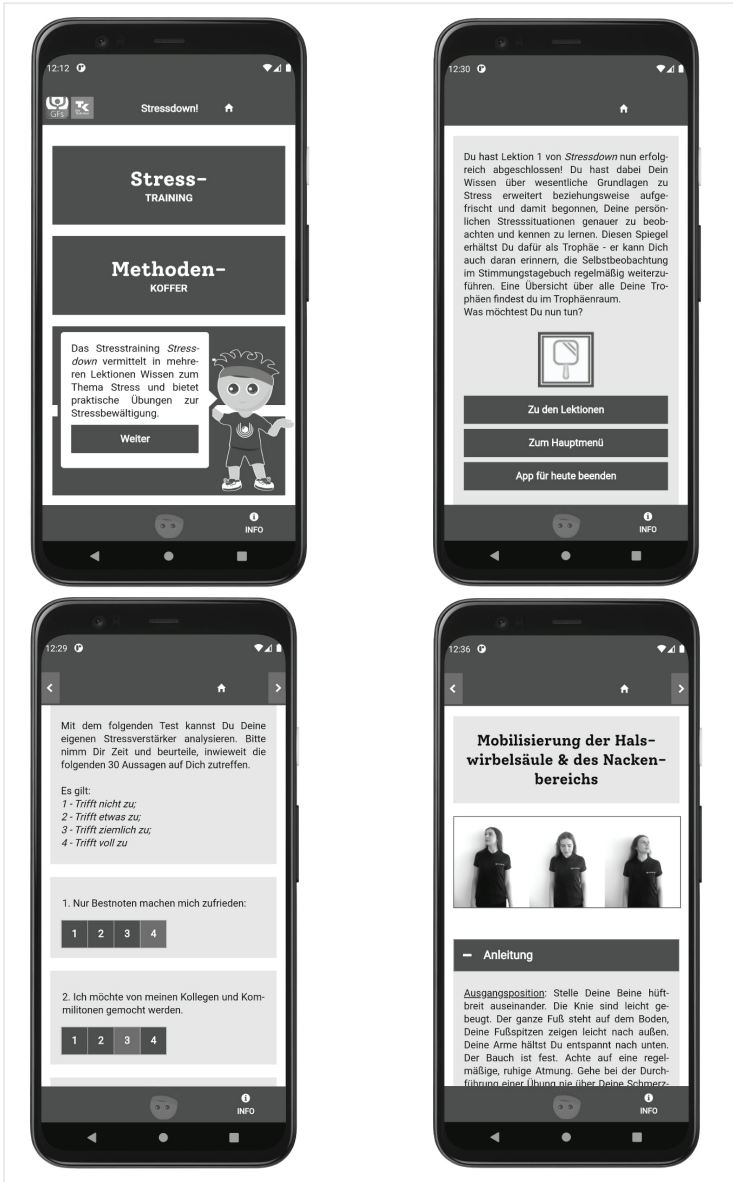 12:12
GFs TK Stressdown!
Stress-
TRAINING
Methoden-
KOFFER
Das Stresstraining Stress-
down vermittelt in mehre-
ren Lektionen Wissen zum
Thema Stress und bietet
praktische Übungen zur
Stressbewältigung.
Weiter
INFO
12:30
Du hast Lektion 1 von Stressdown nun erfolg-
reich abgeschlossen! Du hast dabei Dein
Wissen über wesentliche Grundlagen zu
Stress erweitert beziehungsweise aufge-
frischt und damit begonnen, Deine persön-
lichen Stresssituationen genauer zu beob-
achten und kennen zu lernen. Diesen Spiegel
erhältst Du dafür als Trophäe - er kann Dich
auch daran erinnern, die Selbstbeobachtung
im Stimmungstagebuch regelmäßig weiterzu-
führen. Eine Übersicht über alle Deine Tro-
phäen findest du im Trophäenraum.
Was möchtest Du nun tun?
Zu den Lektionen
Zum Hauptmenü
App für heute beenden
INFO
12:29
Mit dem folgenden Test kannst Du Deine
eigenen Stressverstärker analysieren. Bitte
nimm Dir Zeit und beurteile, inwieweit die
folgenden 30 Aussagen auf Dich zutreffen.
Es gilt:
1 - Trifft nicht zu;
2 - Trifft etwas zu;
3 - Trifft ziemlich zu;
4 - Trifft voll zu
1. Nur Bestnoten machen mich zufrieden:
1 2 3 4
2. Ich möchte von meinen Kollegen und Kom-
militonen gemocht werden.
1 2 3 4
INFO
12:36
Mobilisierung der Hals-
wirbelsäule & des Nacken-
bereichs
Anleitung
Ausgangsposition: Stelle Deine Beine hüft-
breit auseinander. Die Knie sind leicht ge-
beugt. Der ganze Fuß steht auf dem Boden,
Deine Fußspitzen zeigen leicht nach außen.
Deine Arme hältst Du entspannt nach unten.
Der Bauch ist fest. Achte auf eine regel-
mäßige, ruhige Atmung. Gehe bei der Durch-
führung einer Übung nie über Deine Schmerz-
INFO